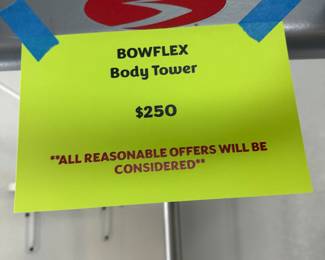 BOWFLEX
Body Tower
$250
**ALL REASONABLE OFFERS WILL BE
CONSIDERED**